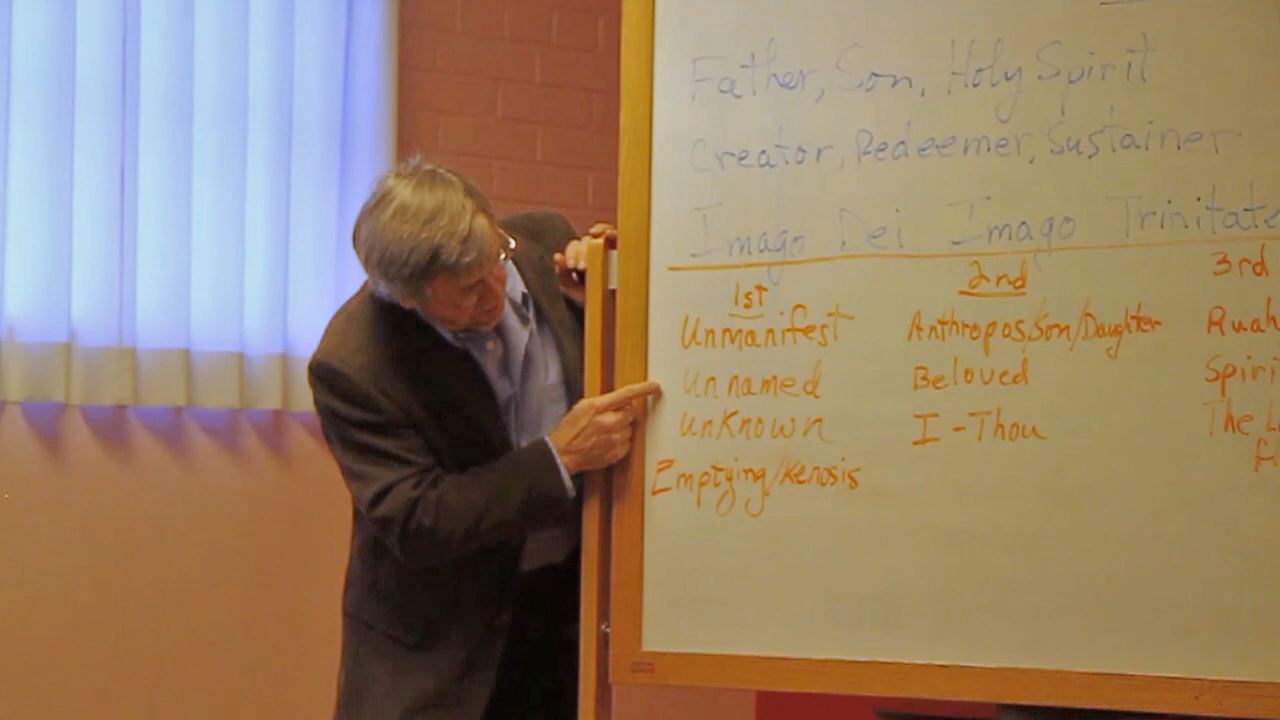 Father, Son, Holy Spirit
Creator, Redeemer, Sustainer
Imago Dei Imago Trinitate
1st 2nd 3rd
Unmanifest Anthropos/Son/Daughter Ruah
Unnamed Beloved Spiri
UnKnown I-Thou The L
Emptying/Kenosis